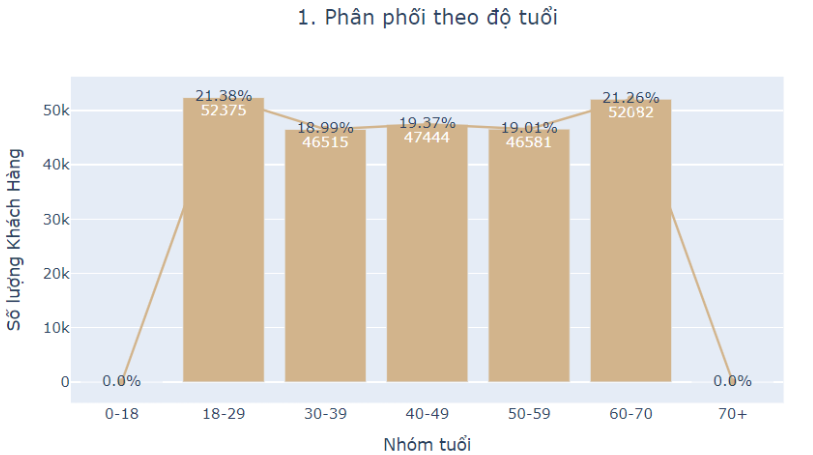 1. Phân phối theo độ tuổi
Số lượng Khách Hàng
50k
40k
30k
20k
10k
0
21.38%
52375
18.99%
46515
19.37%
47444
19.01%
46581
21.26%
52082
0.0%
0.0%
0-18 18-29 30-39 40-49 50-59 60-70 70+
Nhóm tuổi